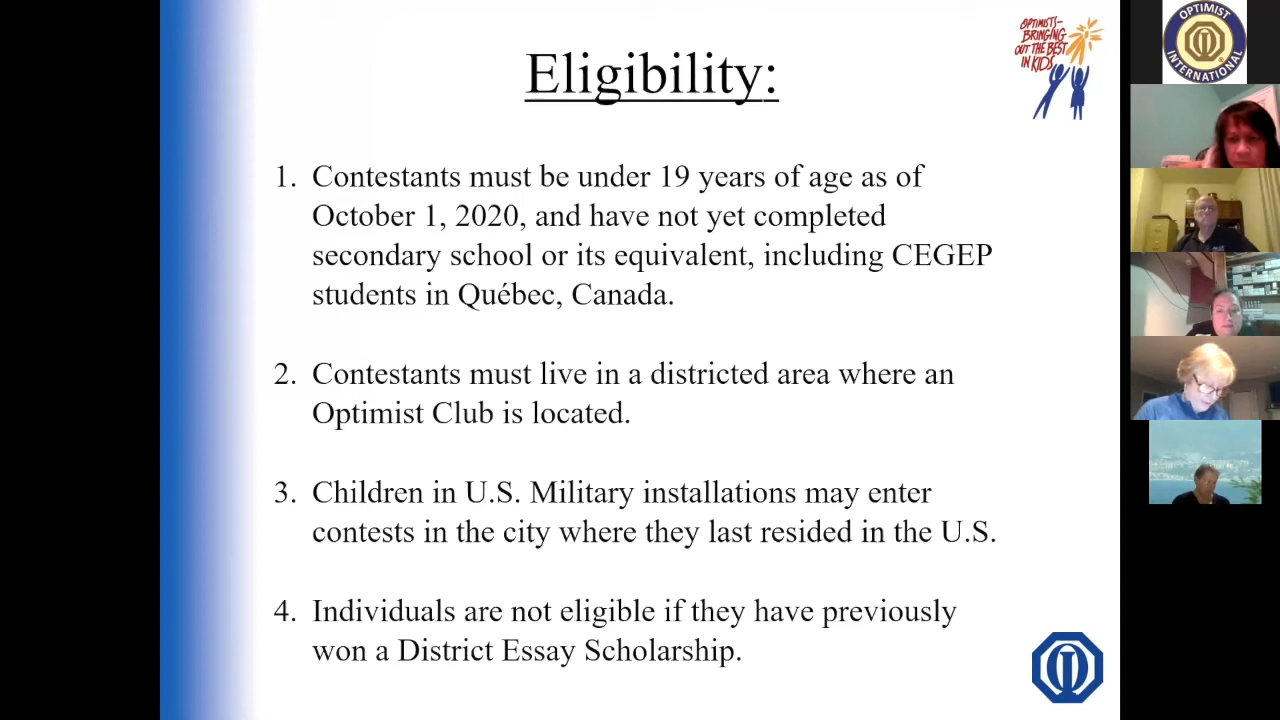 Eligibility:
OPTIMISTS-
BRINGING
OUT THE BEST
IN KIDS
OPTIMIST
INTERNATIONAL
1. Contestants must be under 19 years of age as of
October 1, 2020, and have not yet completed
secondary school or its equivalent, including CEGEP
students in Québec, Canada.
2. Contestants must live in a districted area where an
Optimist Club is located.
3. Children in U.S. Military installations may enter
contests in the city where they last resided in the U.S.
4. Individuals are not eligible if they have previously
won a District Essay Scholarship.